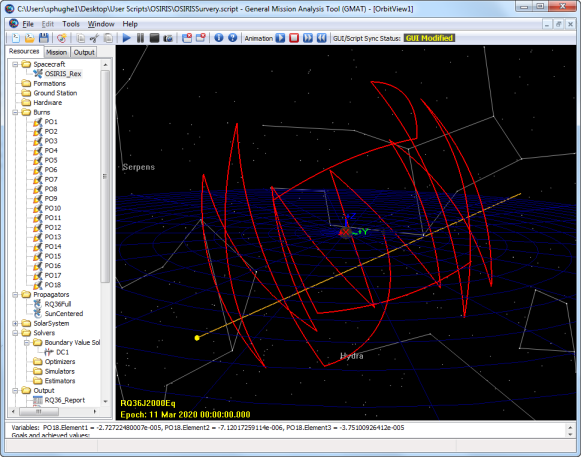 C:\Users\sphughe1\Desktop\User Scripts\OSIRIS\OSIRISSurvery.script - General Mission Analysis Tool (GMAT) - [OrbitView1]
File Edit Tools Window Help
Animation GUI/Script Sync Status: GUI Modified
Resources Mission Output
Spacecraft
OSIRIS_Rex
Formations
Ground Station
Hardware
Burns
PO1
PO2
PO3
PO4
PO5
PO6
PO7
PO8
PO9
PO10
PO11
PO12
PO13
PO14
PO15
PO16
PO17
PO18
Propagators
RQ36Full
SunCentered
SolarSystem
Solvers
Boundary Value Sol
DC1
Optimizers
Simulators
Estimators
Output
RQ36_Report
Serpens
Z
X
+Y
Hydra
RQ36J2000Eq
Epoch: 11 Mar 2020 00:00:00.000
Variables: PO18.Element1 = -2.72722480007e-005, PO18.Element2 = -7.12017259114e-006, PO18.Element3 = -3.75100926412e-005
Goals and achieved values: